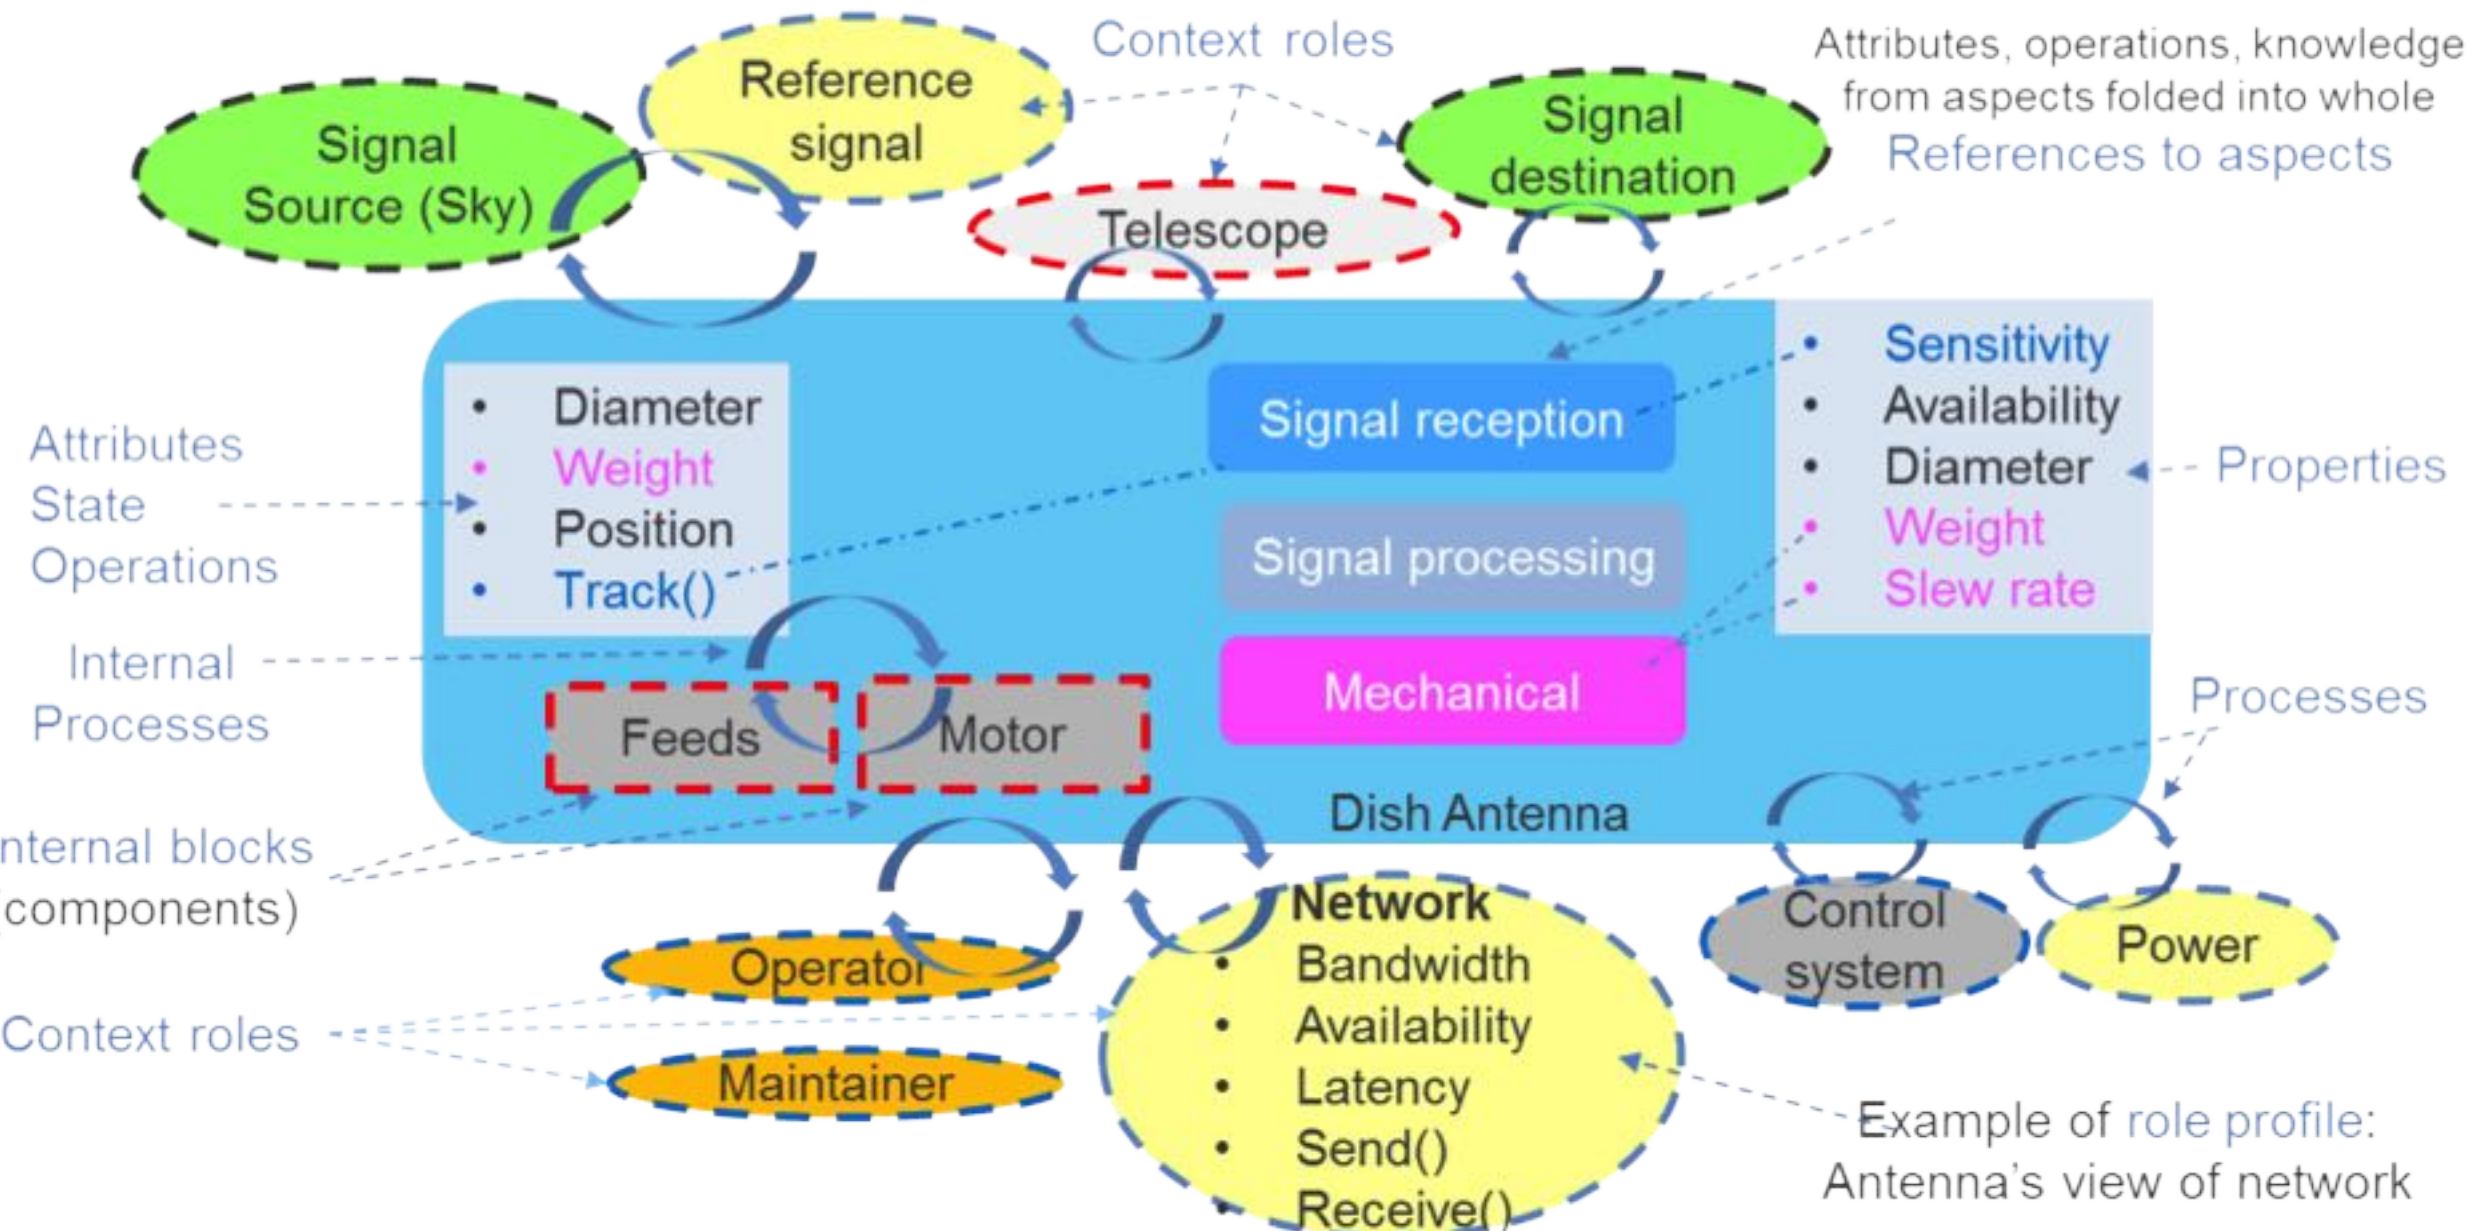 Context roles
Attributes, operations, knowledge
from aspects folded into whole
References to aspects
Reference
signal
Signal
Source (Sky)
Signal
destination
Telescope
• Diameter
• Weight
• Position
• Track()
Signal reception
Signal processing
Mechanical
• Sensitivity
• Availability
• Diameter
• Weight
• Slew rate
Attributes
State
Operations
Properties
Internal
Processes
Processes
Feeds
Motor
Dish Antenna
nternal blocks
(components)
Context roles
Operator
Maintainer
Network
• Bandwidth
• Availability
• Latency
• Send()
• Receive()
Control
system
Power
Example of role profile:
Antenna's view of network